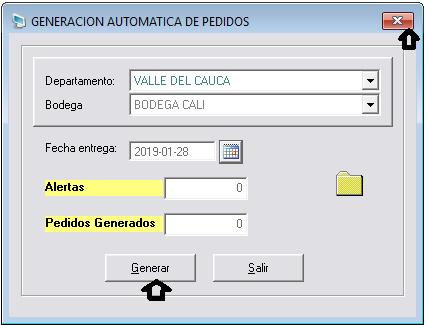 GENERACION AUTOMATICA DE PEDIDOS
Departamento: VALLE DEL CAUCA
Bodega BODEGA CALI
Fecha entrega: 2019-01-28
Alertas 0
Pedidos Generados 0
Generar Salir